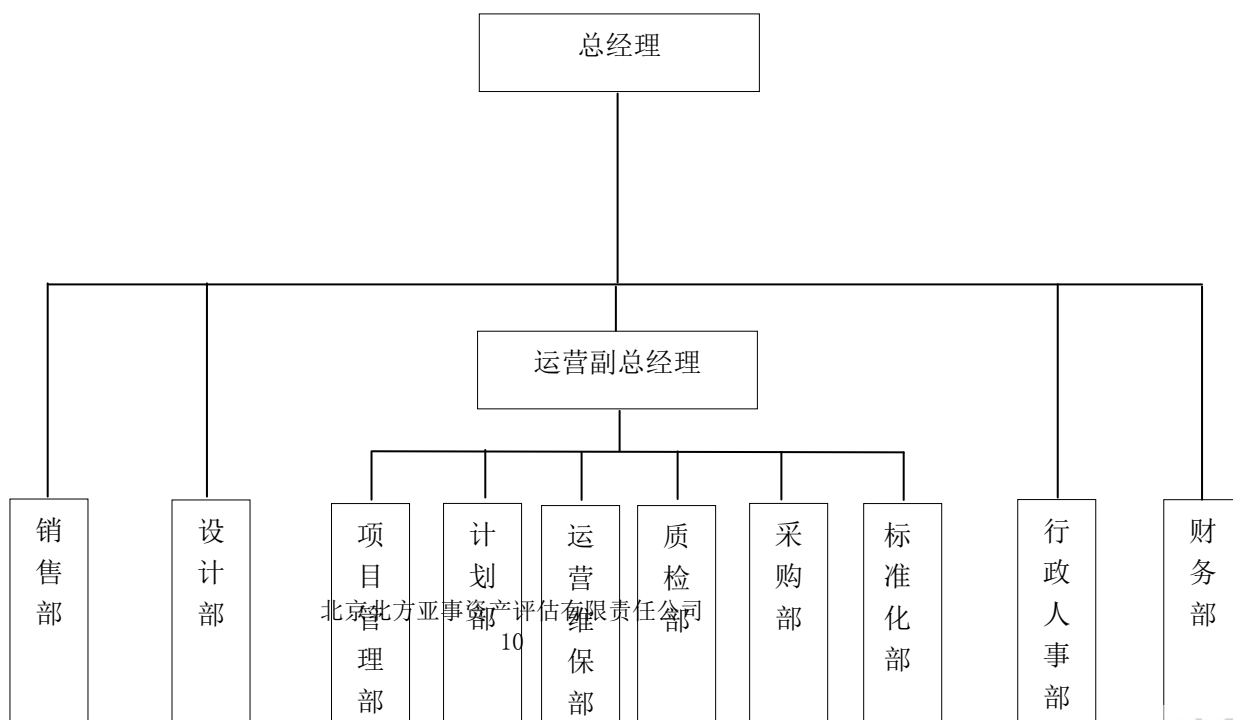 总经理
运营副总经理
销售部
设计部
项目管理部
计划部
运营维保部
质检部
采购部
标准化部
行政人事部
财务部
北京北方亚事资产评估有限责任公司
10